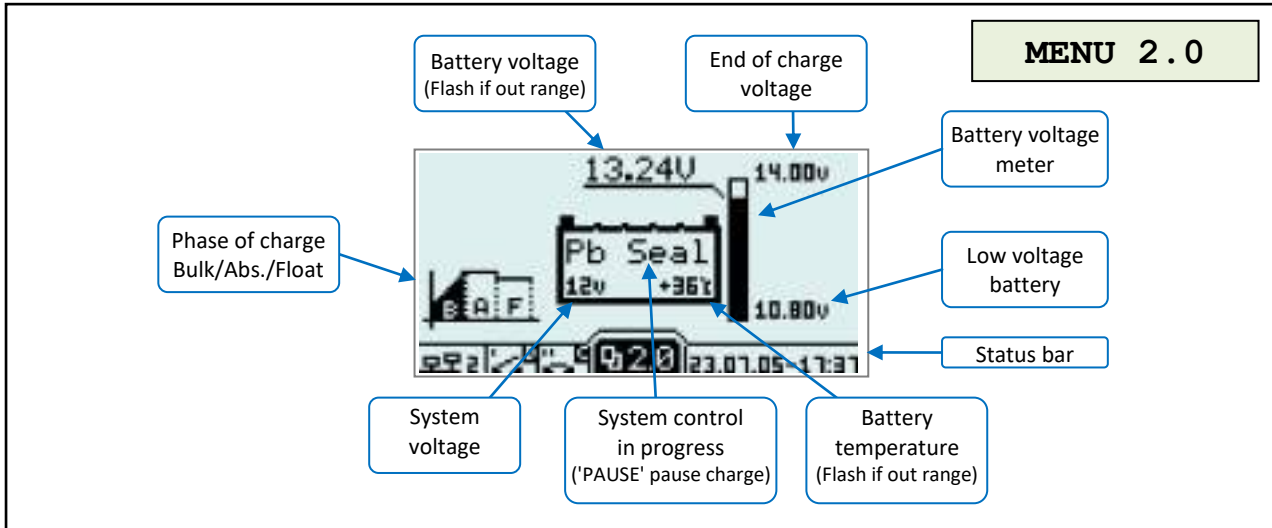 MENU 2.0
Battery voltage
(Flash if out range)
End of charge
voltage
Battery voltage
meter
13.24V
14.00v
Phase of charge
Bulk/Abs./Float
Pb Seal
12v +36℃
Low voltage
battery
B A F
10.80v
2 2.0 23.07.05-17:37
Status bar
System
voltage
System control
in progress
('PAUSE' pause charge)
Battery
temperature
(Flash if out range)